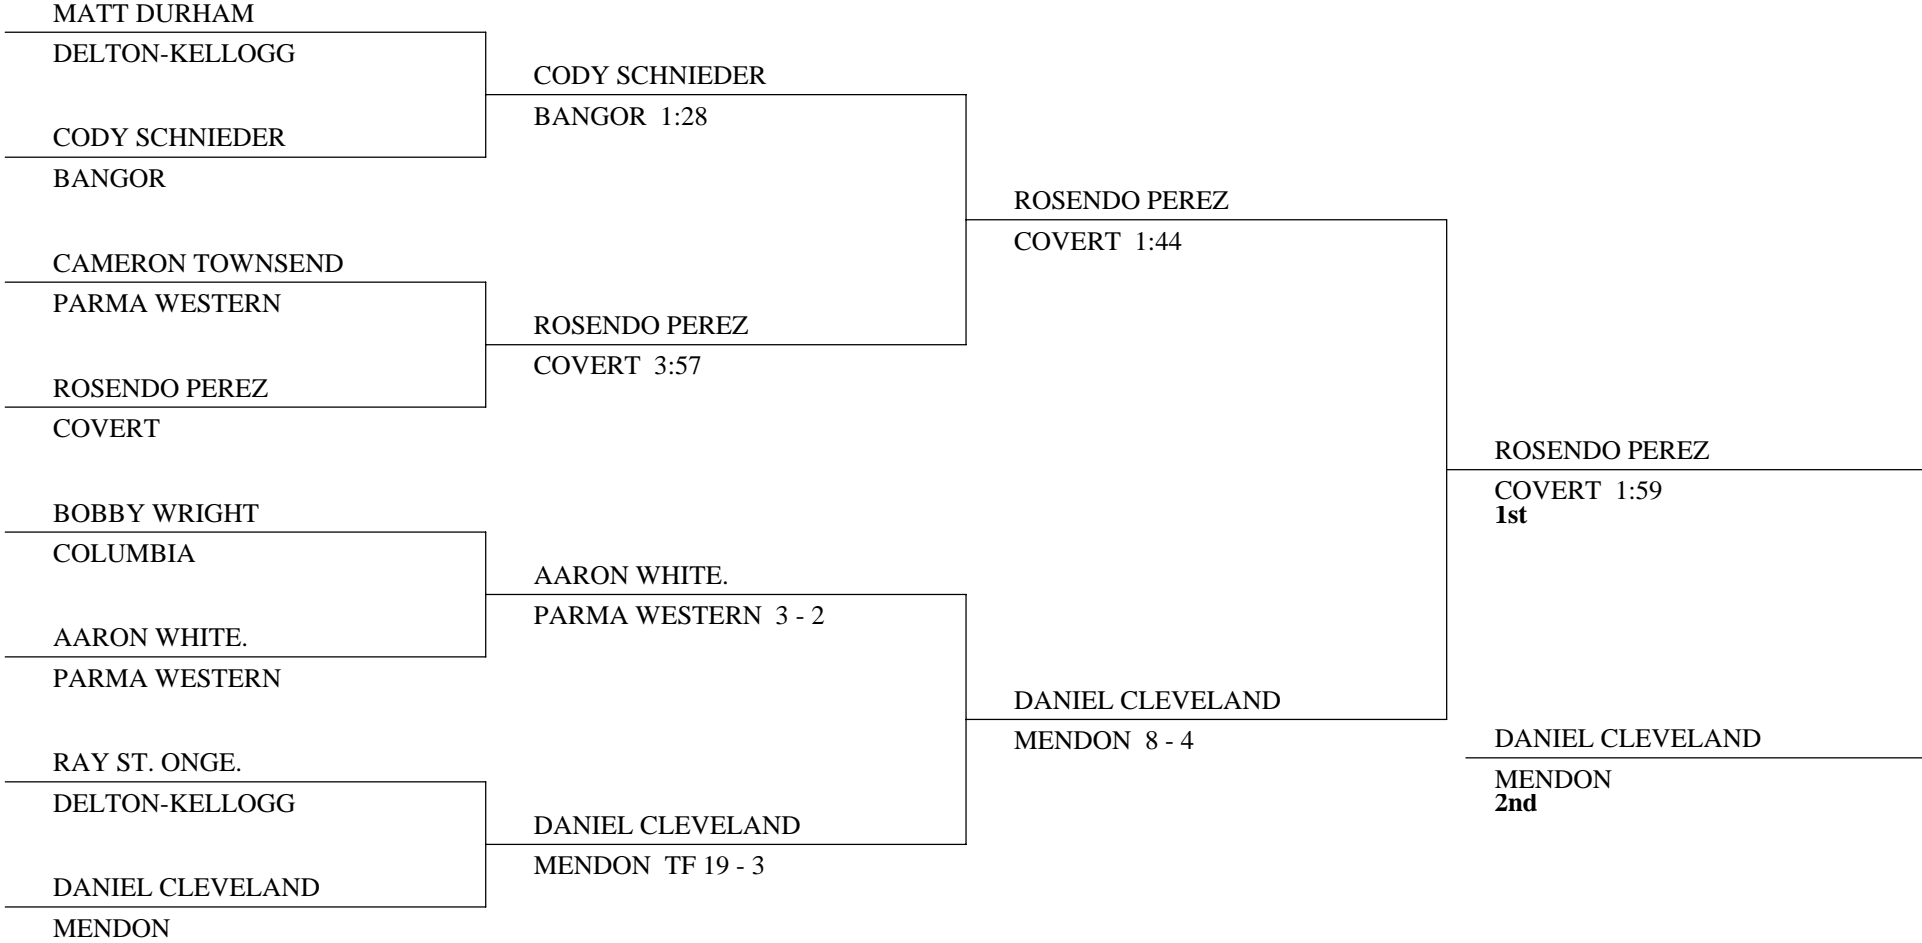 MATT DURHAM
DELTON-KELLOGG
CODY SCHNIEDER
BANGOR
CAMERON TOWNSEND
PARMA WESTERN
ROSENDO PEREZ
COVERT
BOBBY WRIGHT
COLUMBIA
AARON WHITE.
PARMA WESTERN
RAY ST. ONGE.
DELTON-KELLOGG
DANIEL CLEVELAND
MENDON
CODY SCHNIEDER
BANGOR 1:28
ROSENDO PEREZ
COVERT 3:57
AARON WHITE.
PARMA WESTERN 3 - 2
DANIEL CLEVELAND
MENDON TF 19 - 3
ROSENDO PEREZ
COVERT 1:44
DANIEL CLEVELAND
MENDON 8 - 4
ROSENDO PEREZ
COVERT 1:59
1st
DANIEL CLEVELAND
MENDON
2nd